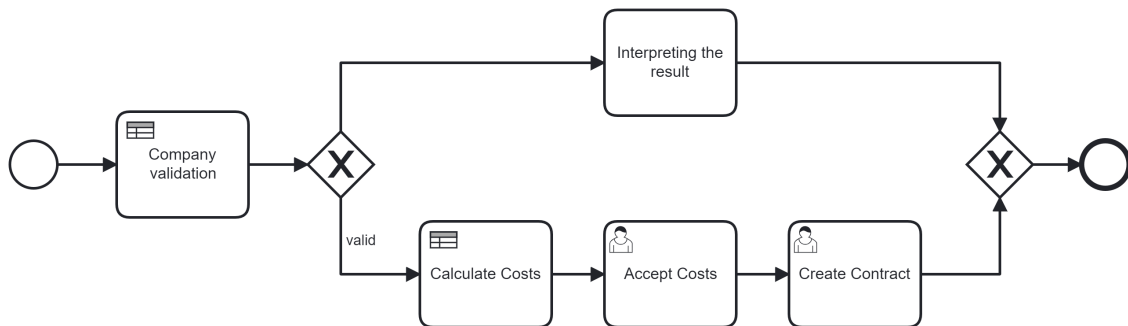 Interpreting the
result
Company
validation
valid
Calculate Costs
Accept Costs
Create Contract